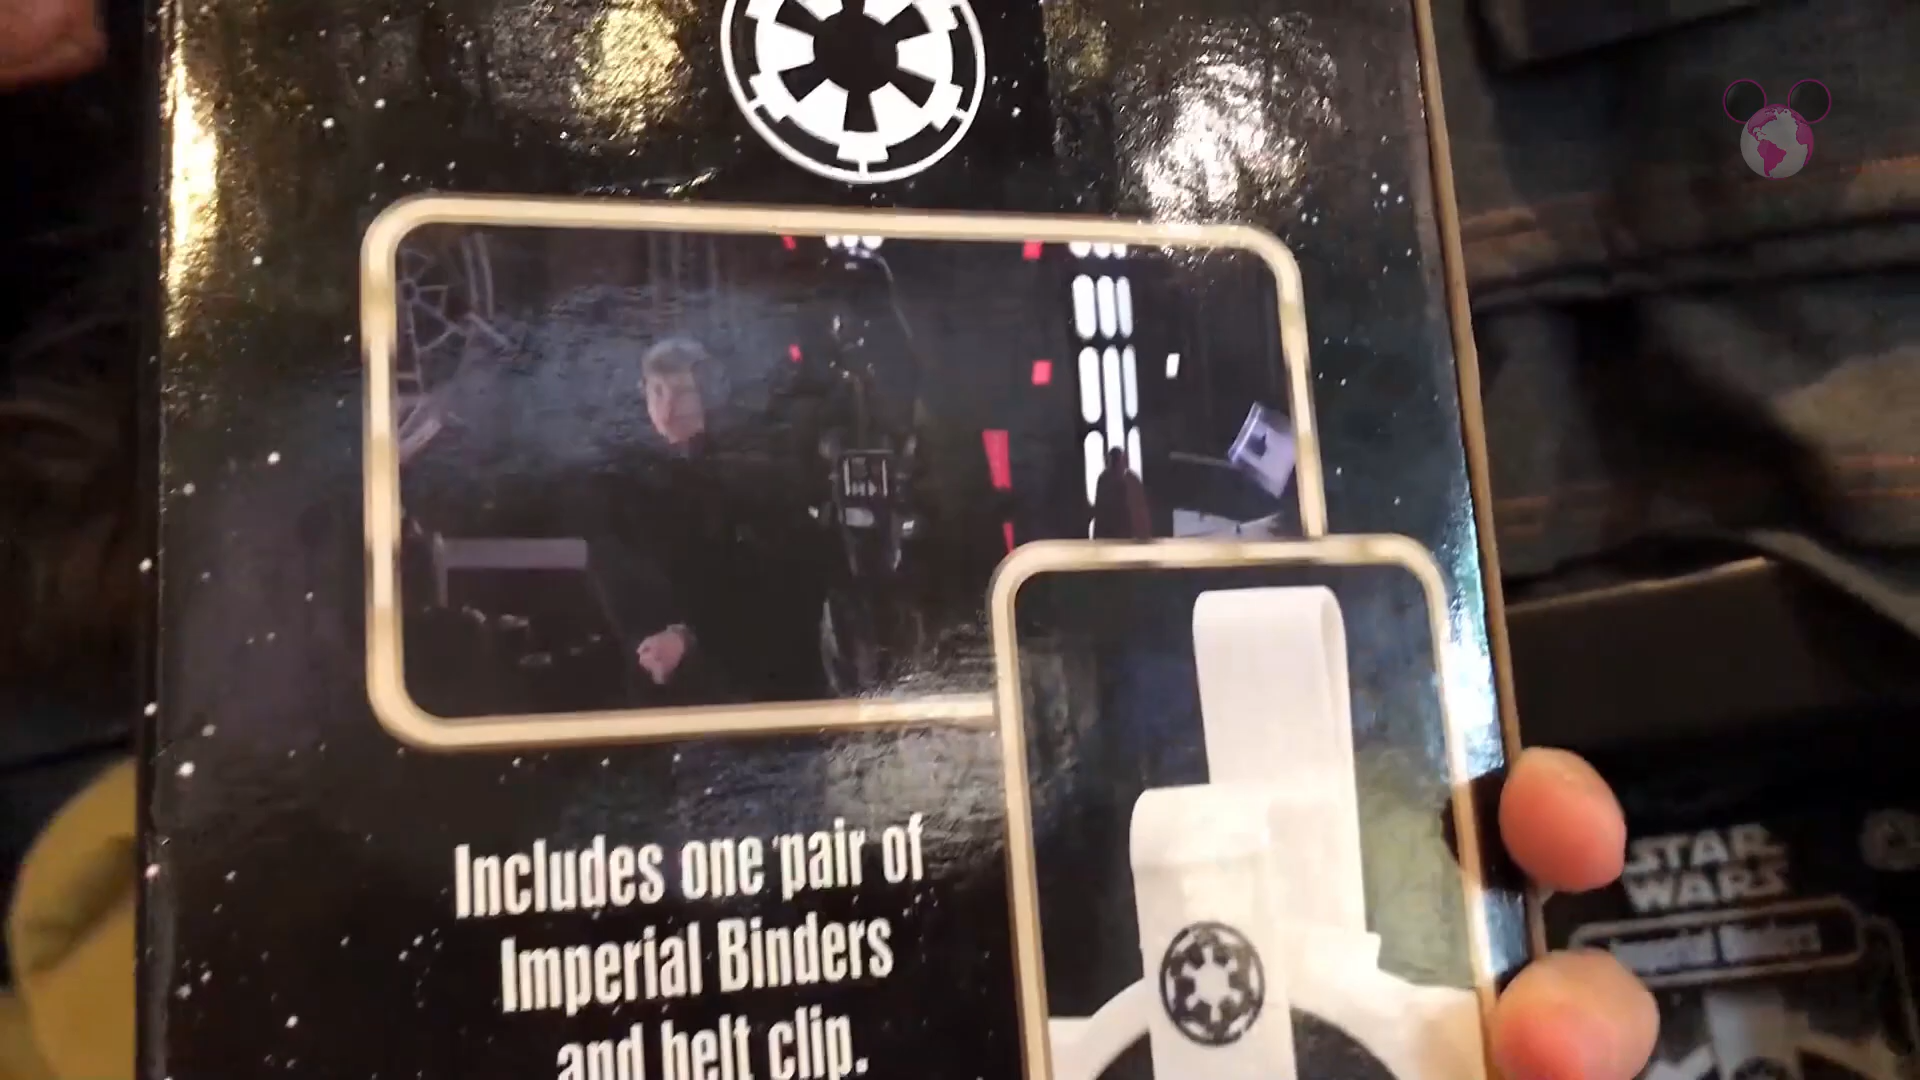 Includes one pair of
Imperial Binders
and belt clip.
STAR
WARS
Imperial Binders